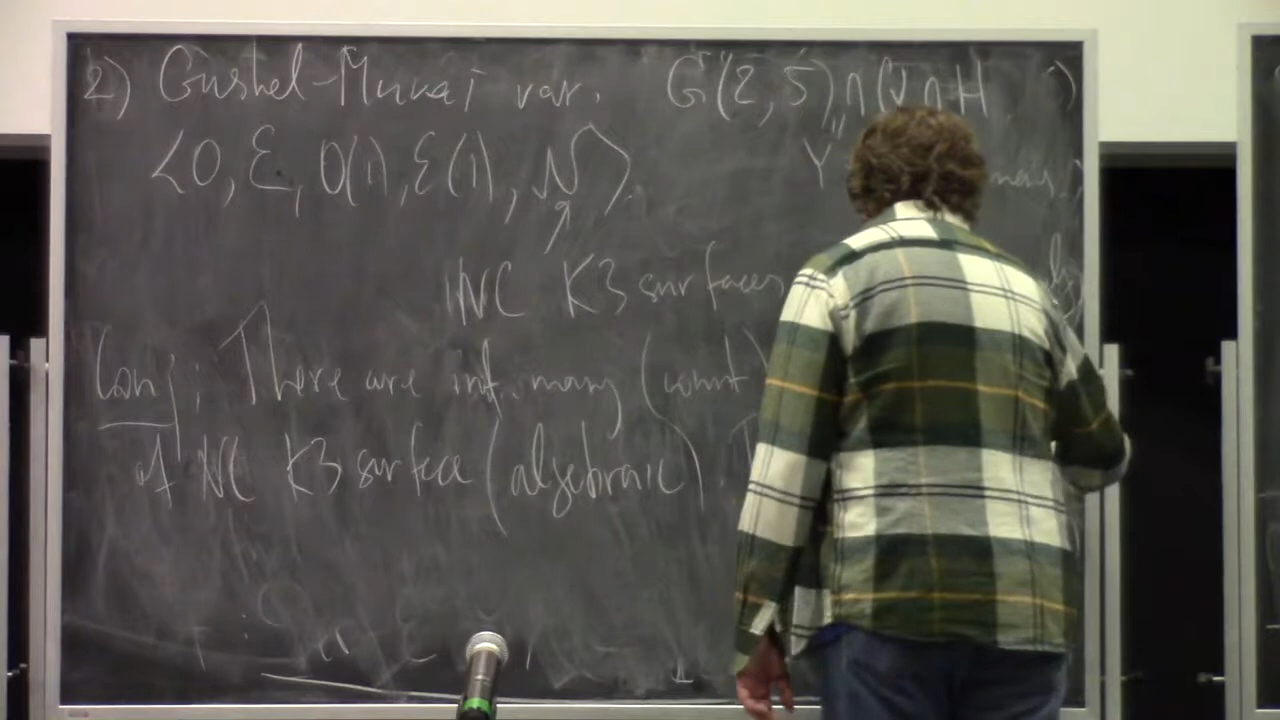 2) Gushel-Mukai var. G(2,5)∩(Q∩H )
<O, ℰ, O(1), ℰ(1), N>. Y
NC K3 surfaces
Conj: There are inf. many (count
of NC K3 surface (algebraic).